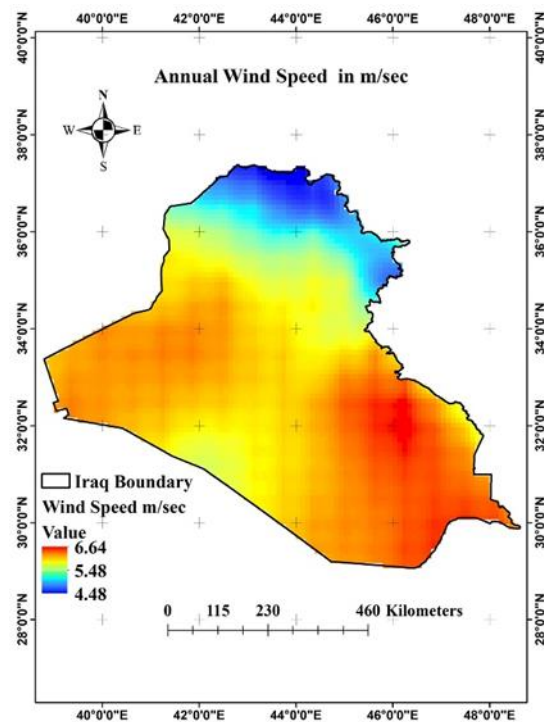 40°0'0"E 42°0'0"E 44°0'0"E 46°0'0"E 48°0'0"E
40°0'0"N 40°0'0"N
Annual Wind Speed in m/sec
N
W E
S
38°0'0"N 38°0'0"N
36°0'0"N 36°0'0"N
34°0'0"N 34°0'0"N
32°0'0"N 32°0'0"N
Iraq Boundary
Wind Speed m/sec
Value
30°0'0"N 30°0'0"N
6.64
5.48
4.48
0 115 230 460 Kilometers
28°0'0"N 28°0'0"N
40°0'0"E 42°0'0"E 44°0'0"E 46°0'0"E 48°0'0"E